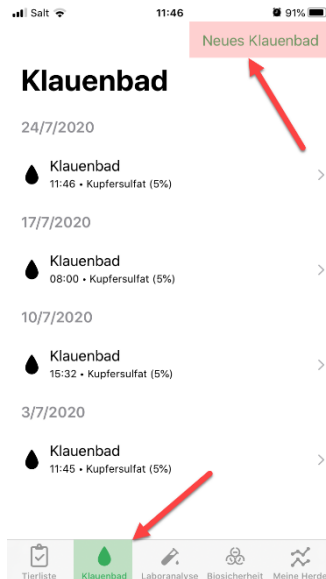 Salt 11:46 91%
Neues Klauenbad
Klauenbad
24/7/2020
Klauenbad
11:46 • Kupfersulfat (5%)
17/7/2020
Klauenbad
08:00 • Kupfersulfat (5%)
10/7/2020
Klauenbad
15:32 • Kupfersulfat (5%)
3/7/2020
Klauenbad
11:45 • Kupfersulfat (5%)
Tierliste Klauenbad Laboranalyse Biosicherheit Meine Herde